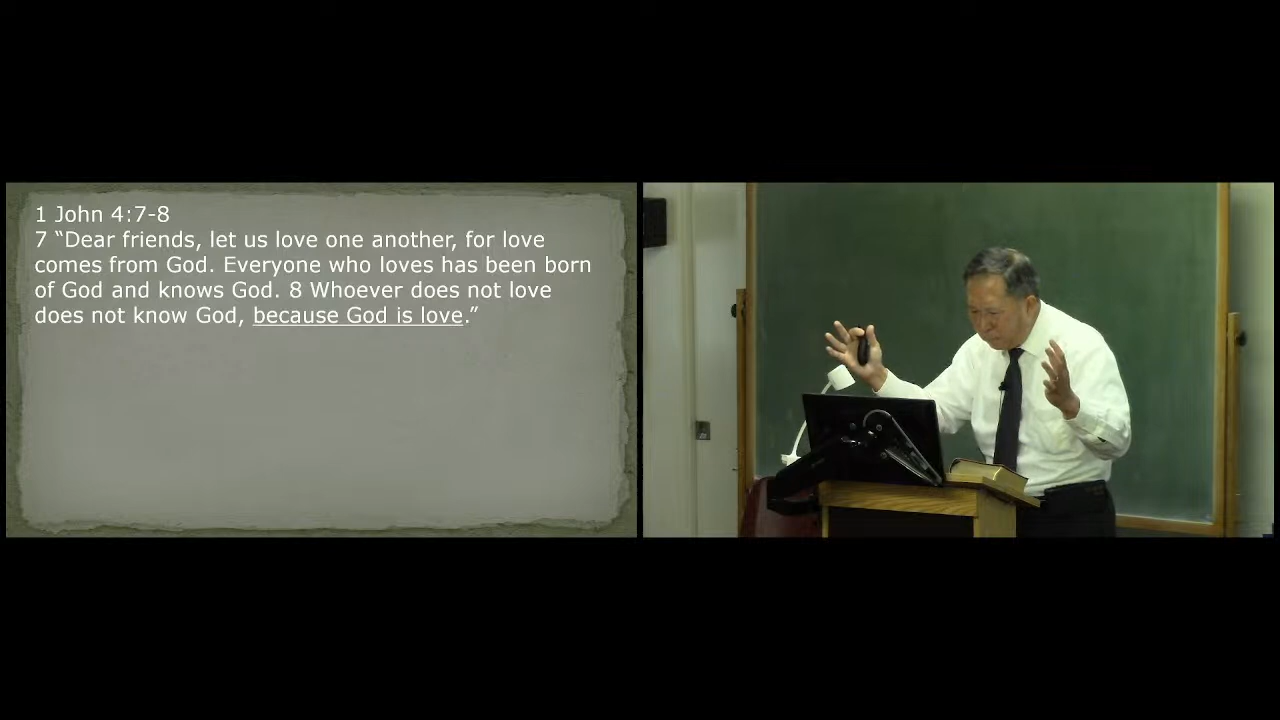 1 John 4:7-8
7 “Dear friends, let us love one another, for love
comes from God. Everyone who loves has been born
of God and knows God. 8 Whoever does not love
does not know God, because God is love.”